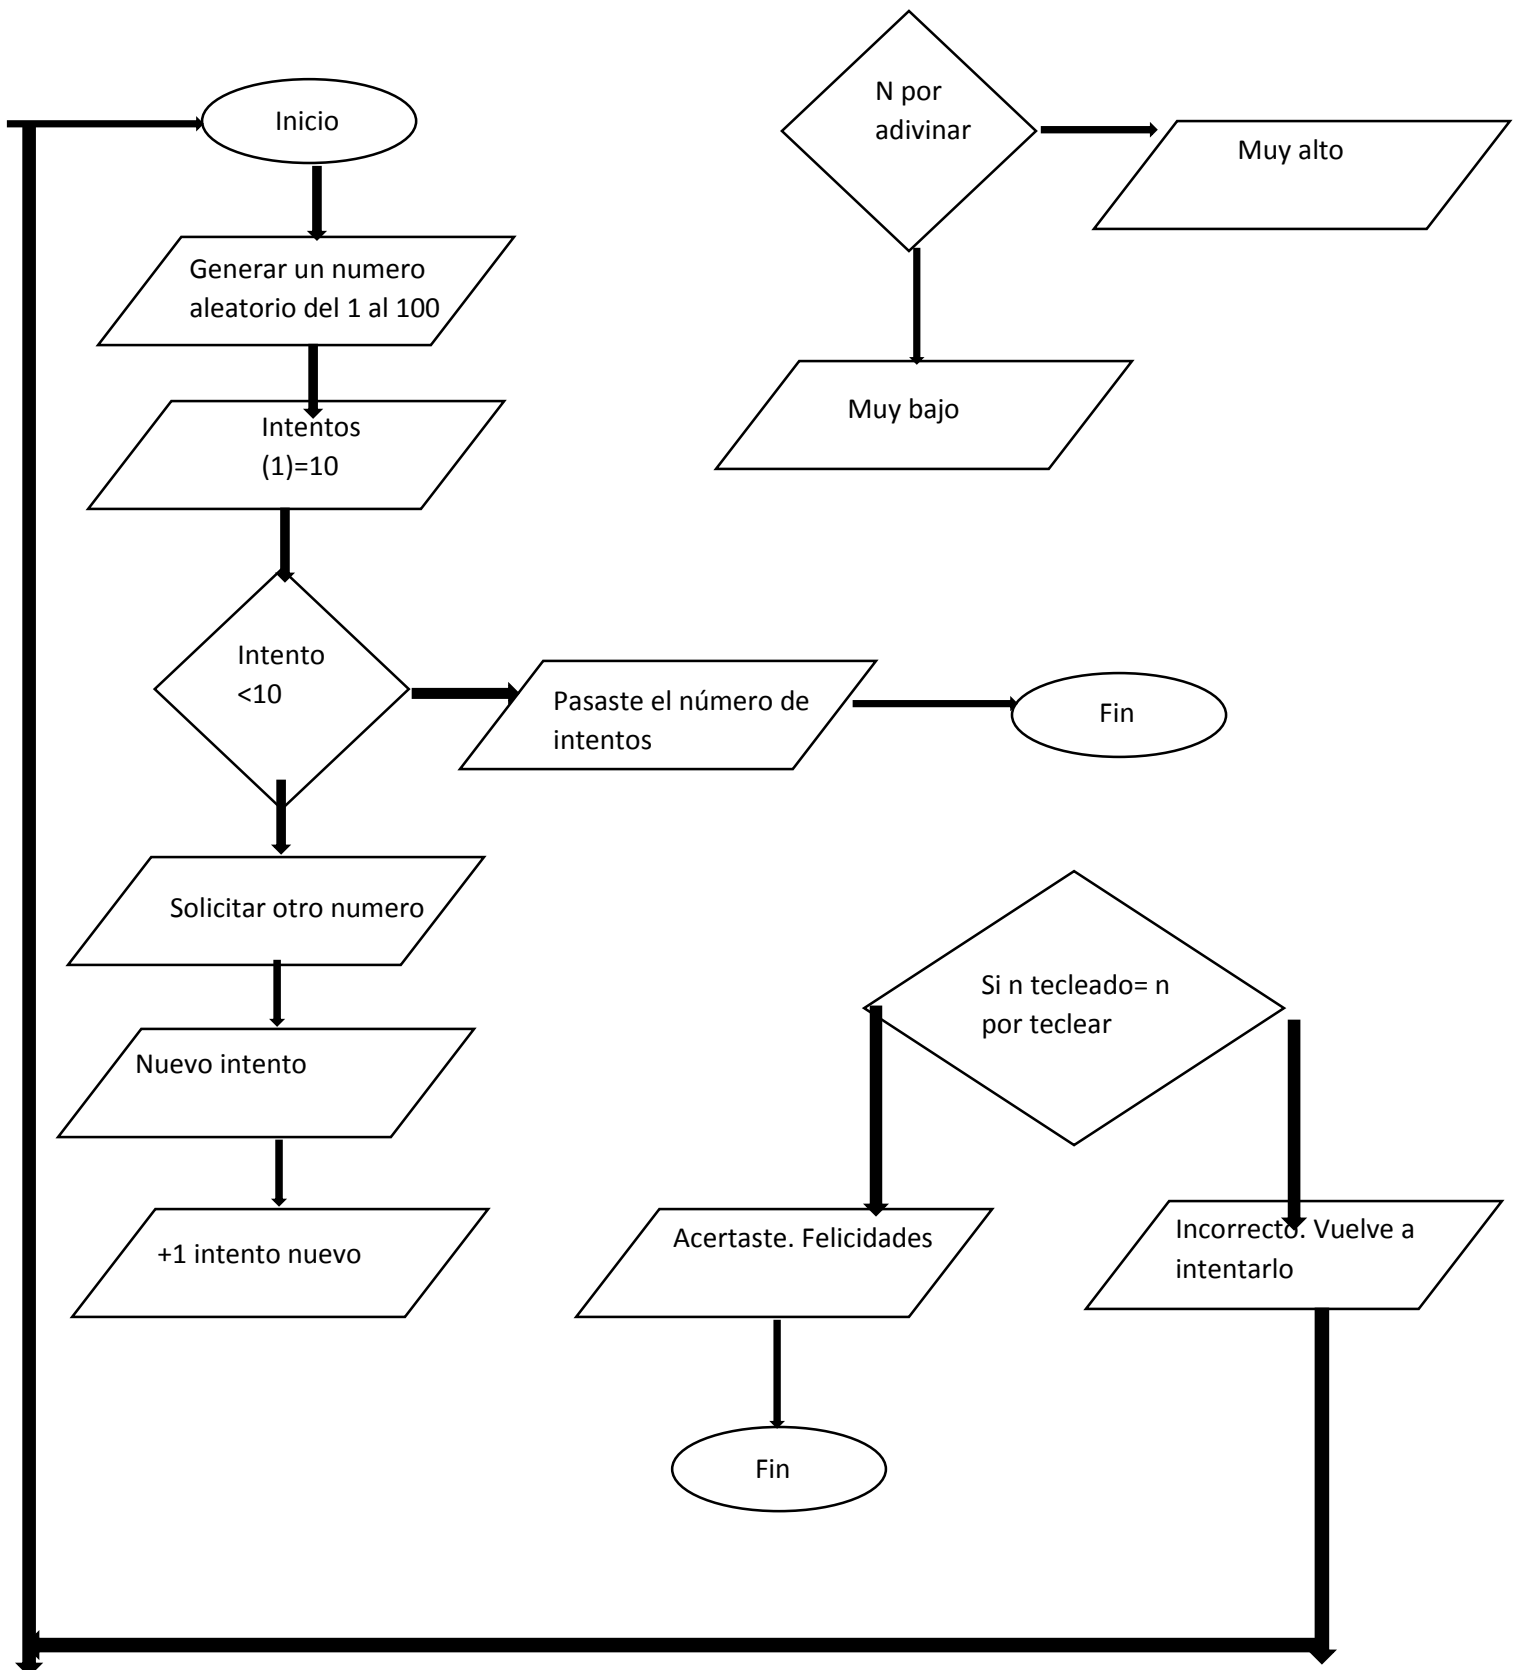 Inicio
Generar un numero
aleatorio del 1 al 100
Intentos
(1)=10
Intento
<10
Pasaste el número de
intentos
Fin
Solicitar otro numero
Nuevo intento
+1 intento nuevo
N por
adivinar
Muy alto
Muy bajo
Si n tecleado= n
por teclear
Acertaste. Felicidades
Fin
Incorrecto. Vuelve a
intentarlo